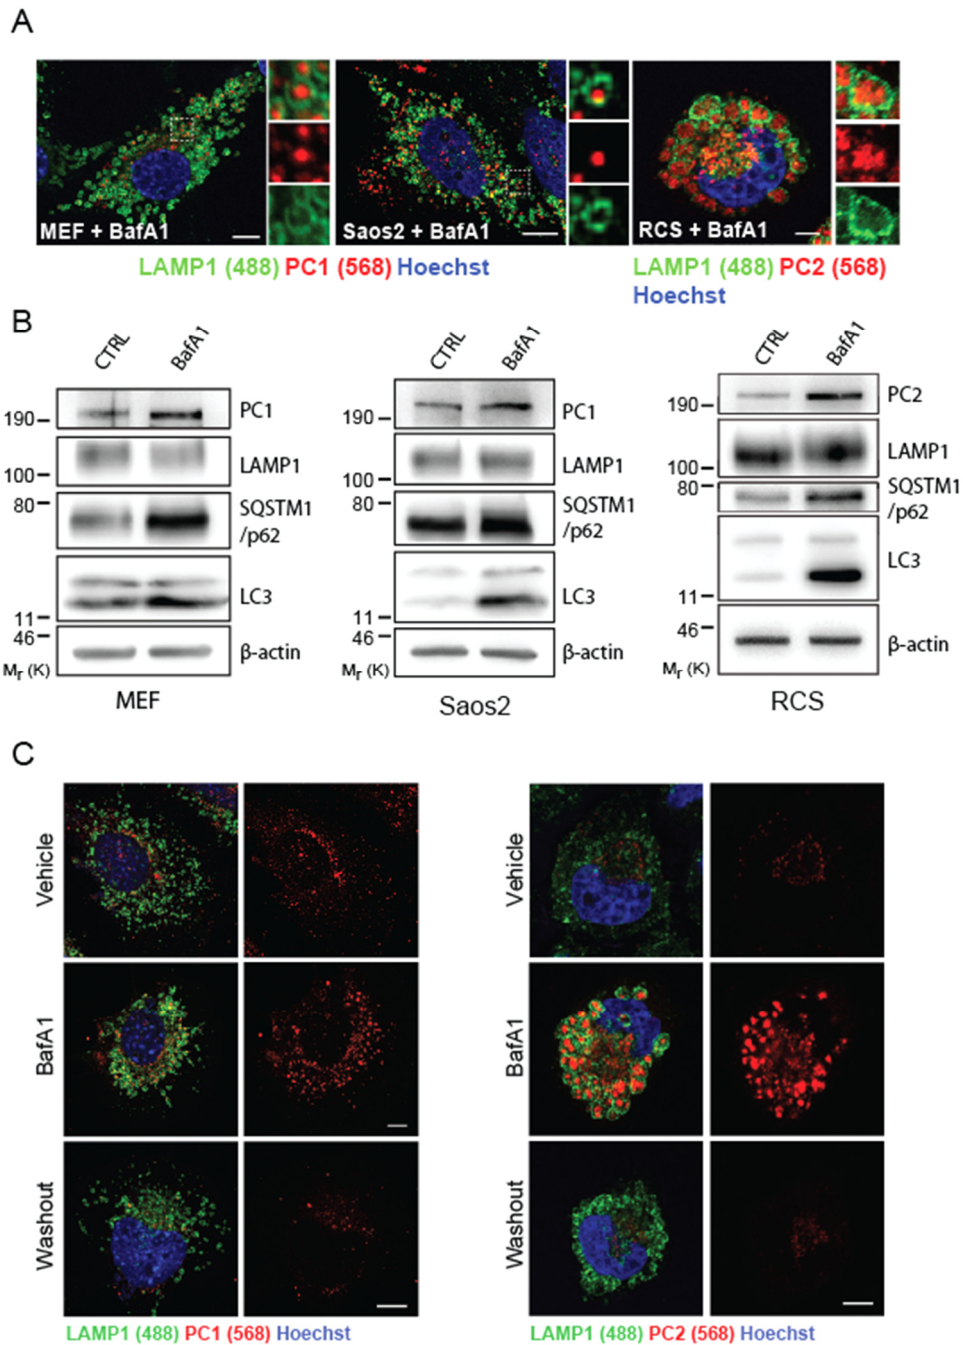 A
MEF + BafA1
Saos2 + BafA1
RCS + BafA1
LAMP1 (488) PC1 (568) Hoechst
LAMP1 (488) PC2 (568)
Hoechst
B
CTRL
BafA1
190
PC1
100
LAMP1
80
SQSTM1
/p62
LC3
11
46
β-actin
Mr (K)
MEF
CTRL
BafA1
190
PC1
100
LAMP1
80
SQSTM1
/p62
LC3
11
46
β-actin
Mr (K)
Saos2
CTRL
BafA1
190
PC2
LAMP1
100
80
SQSTM1
/p62
LC3
11
46
β-actin
Mr (K)
RCS
C
Vehicle
BafA1
Washout
LAMP1 (488) PC1 (568) Hoechst
Vehicle
BafA1
Washout
LAMP1 (488) PC2 (568) Hoechst